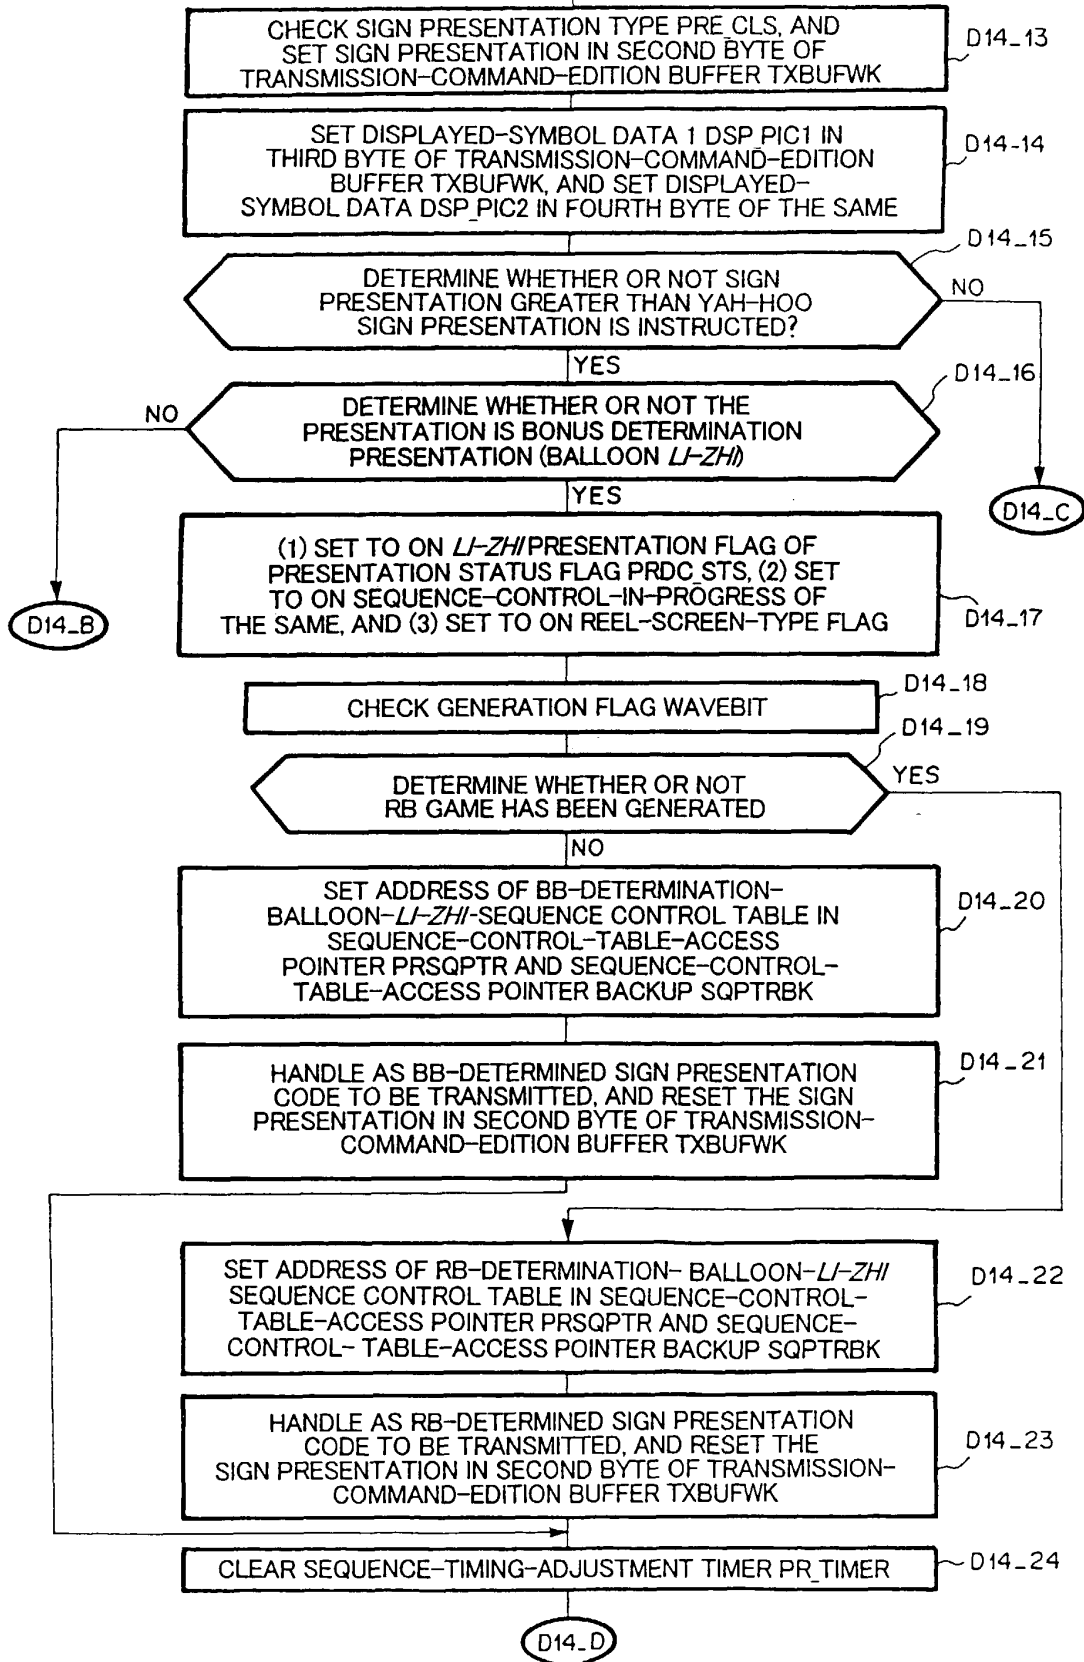 CHECK SIGN PRESENTATION TYPE PRE_CLS, AND
SET SIGN PRESENTATION IN SECOND BYTE OF
TRANSMISSION-COMMAND-EDITION BUFFER TXBUFWK
D14_13
SET DISPLAYED-SYMBOL DATA 1 DSP_PIC1 IN
THIRD BYTE OF TRANSMISSION-COMMAND-EDITION
BUFFER TXBUFWK, AND SET DISPLAYED-
SYMBOL DATA DSP_PIC2 IN FOURTH BYTE OF THE SAME
D14_14
D14_15
DETERMINE WHETHER OR NOT SIGN
PRESENTATION GREATER THAN YAH-HOO
SIGN PRESENTATION IS INSTRUCTED?
NO
YES
D14_16
NO
DETERMINE WHETHER OR NOT THE
PRESENTATION IS BONUS DETERMINATION
PRESENTATION (BALLOON LI-ZHI)
YES
D14_C
(1) SET TO ON LI-ZHI PRESENTATION FLAG OF
PRESENTATION STATUS FLAG PRDC_STS, (2) SET
TO ON SEQUENCE-CONTROL-IN-PROGRESS OF
THE SAME, AND (3) SET TO ON REEL-SCREEN-TYPE FLAG
D14_17
D14_B
D14_18
CHECK GENERATION FLAG WAVEBIT
D14_19
DETERMINE WHETHER OR NOT
RB GAME HAS BEEN GENERATED
YES
NO
SET ADDRESS OF BB-DETERMINATION-
BALLOON-LI-ZHI-SEQUENCE CONTROL TABLE IN
SEQUENCE-CONTROL-TABLE-ACCESS
POINTER PRSQPTR AND SEQUENCE-CONTROL-
TABLE-ACCESS POINTER BACKUP SQPTRBK
D14_20
HANDLE AS BB-DETERMINED SIGN PRESENTATION
CODE TO BE TRANSMITTED, AND RESET THE SIGN
PRESENTATION IN SECOND BYTE OF TRANSMISSION-
COMMAND-EDITION BUFFER TXBUFWK
D14_21
SET ADDRESS OF RB-DETERMINATION- BALLOON-LI-ZHI
SEQUENCE CONTROL TABLE IN SEQUENCE-CONTROL-
TABLE-ACCESS POINTER PRSQPTR AND SEQUENCE-
CONTROL- TABLE-ACCESS POINTER BACKUP SQPTRBK
D14_22
HANDLE AS RB-DETERMINED SIGN PRESENTATION
CODE TO BE TRANSMITTED, AND RESET THE
SIGN PRESENTATION IN SECOND BYTE OF TRANSMISSION-
COMMAND-EDITION BUFFER TXBUFWK
D14_23
CLEAR SEQUENCE-TIMING-ADJUSTMENT TIMER PR_TIMER
D14_24
D14_D